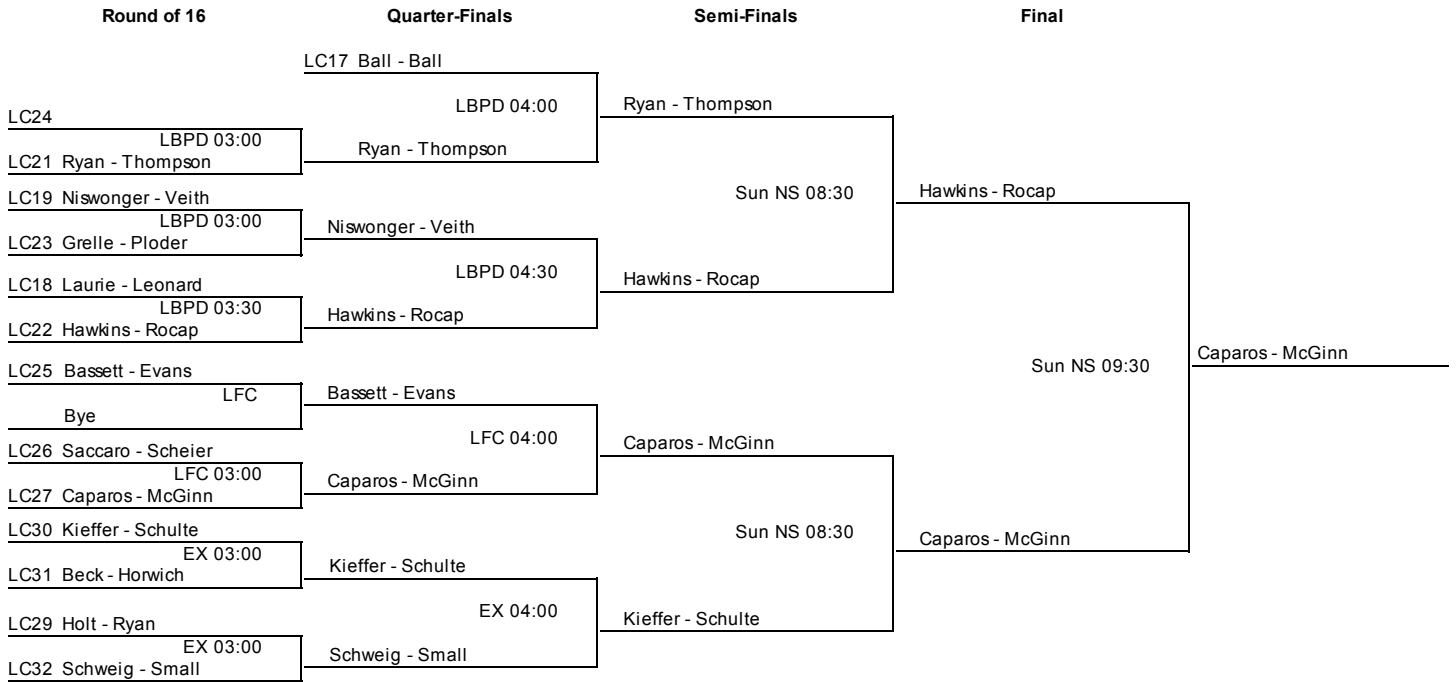 Round of 16 Quarter-Finals Semi-Finals Final
LC17 Ball - Ball
LBPD 04:00 Ryan - Thompson
LC24
LBPD 03:00
LC21 Ryan - Thompson Ryan - Thompson
LC19 Niswonger - Veith Sun NS 08:30 Hawkins - Rocap
LBPD 03:00
LC23 Grelle - Ploder Niswonger - Veith
LBPD 04:30
LC18 Laurie - Leonard Hawkins - Rocap
LBPD 03:30
LC22 Hawkins - Rocap Hawkins - Rocap
Sun NS 09:30 Caparos - McGinn
LC25 Bassett - Evans
LFC Bassett - Evans
Bye
LFC 04:00 Caparos - McGinn
LC26 Saccaro - Scheier
LFC 03:00
LC27 Caparos - McGinn Caparos - McGinn
LC30 Kieffer - Schulte Sun NS 08:30 Caparos - McGinn
EX 03:00
LC31 Beck - Horwich Kieffer - Schulte
EX 04:00
LC29 Holt - Ryan Kieffer - Schulte
EX 03:00
LC32 Schweig - Small Schweig - Small